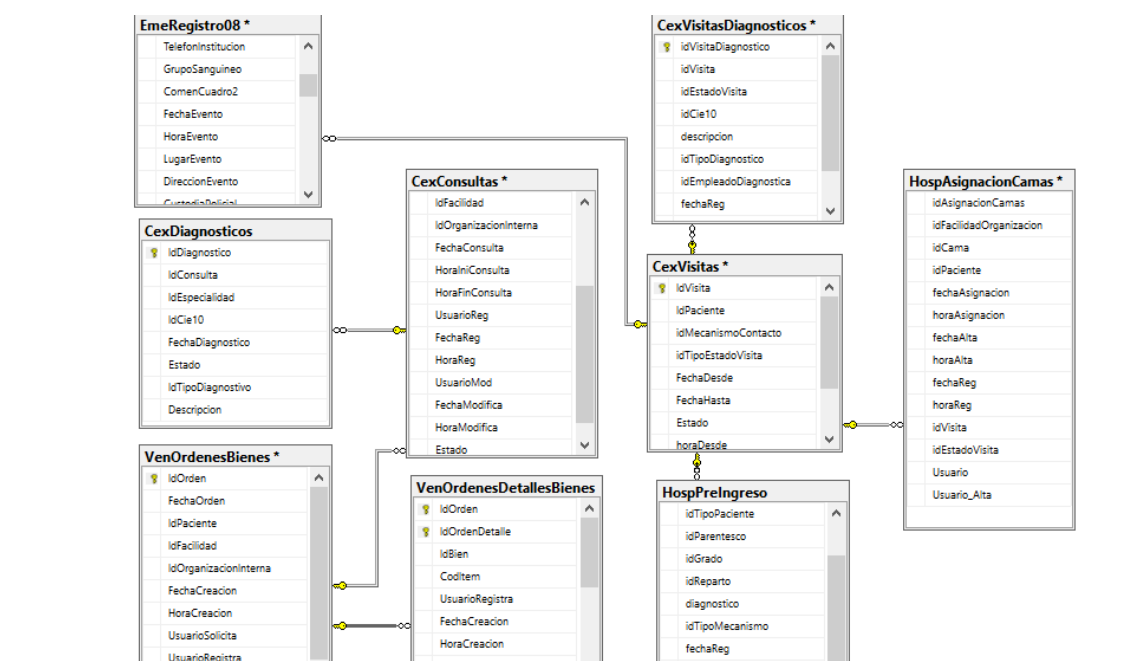 EmeRegistro08 *
TelefonInstitucion
GrupoSanguineo
ComenCuadro2
FechaEvento
HoraEvento
LugarEvento
DireccionEvento
CustodiaPolicial
CexDiagnosticos
IdDiagnostico
IdConsulta
IdEspecialidad
IdCie10
FechaDiagnostico
Estado
IdTipoDiagnostivo
Descripcion
VenOrdenesBienes *
IdOrden
FechaOrden
IdPaciente
IdFacilidad
IdOrganizacionInterna
FechaCreacion
HoraCreacion
UsuarioSolicita
UsuarioRegistra
CexConsultas *
IdFacilidad
IdOrganizacionInterna
FechaConsulta
HoraIniConsulta
HoraFinConsulta
UsuarioReg
FechaReg
HoraReg
UsuarioMod
FechaModifica
HoraModifica
Estado
VenOrdenesDetallesBienes
IdOrden
IdOrdenDetalle
IdBien
CodItem
UsuarioRegistra
FechaCreacion
HoraCreacion
CexVisitasDiagnosticos *
idVisitaDiagnostico
idVisita
idEstadoVisita
idCie10
descripcion
idTipoDiagnostico
idEmpleadoDiagnostica
fechaReg
CexVisitas *
IdVisita
IdPaciente
idMecanismoContacto
idTipoEstadoVisita
FechaDesde
FechaHasta
Estado
horaDesde
HospPreIngreso
idTipoPaciente
idParentesco
idGrado
idReparto
diagnostico
idTipoMecanismo
fechaReg
HospAsignacionCamas *
idAsignacionCamas
idFacilidadOrganizacion
idCama
idPaciente
fechaAsignacion
horaAsignacion
fechaAlta
horaAlta
fechaReg
horaReg
idVisita
idEstadoVisita
Usuario
Usuario_Alta